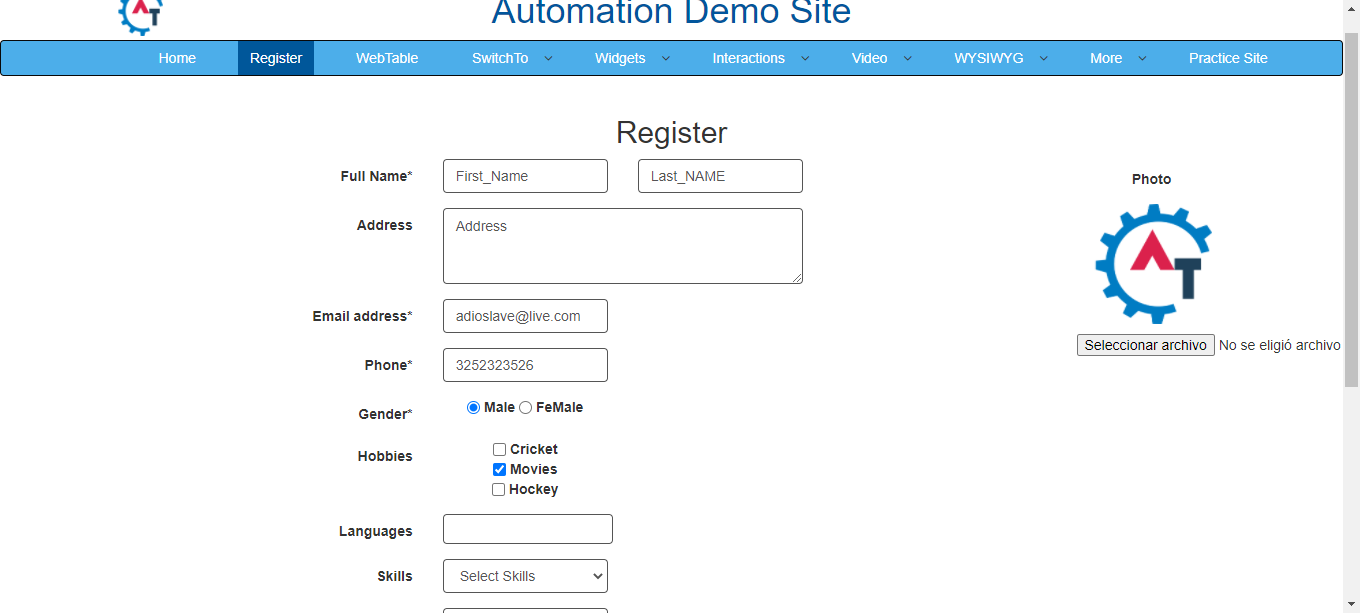 Automation Demo Site
Home Register WebTable SwitchTo Widgets Interactions Video WYSIWYG More Practice Site
Register
Full Name* First_Name Last_NAME
Photo
Address Address
AT
Email address* adioslave@live.com
Seleccionar archivo No se eligió archivo
Phone* 3252323526
Gender* Male FeMale
Hobbies Cricket
Movies
Hockey
Languages
Skills Select Skills